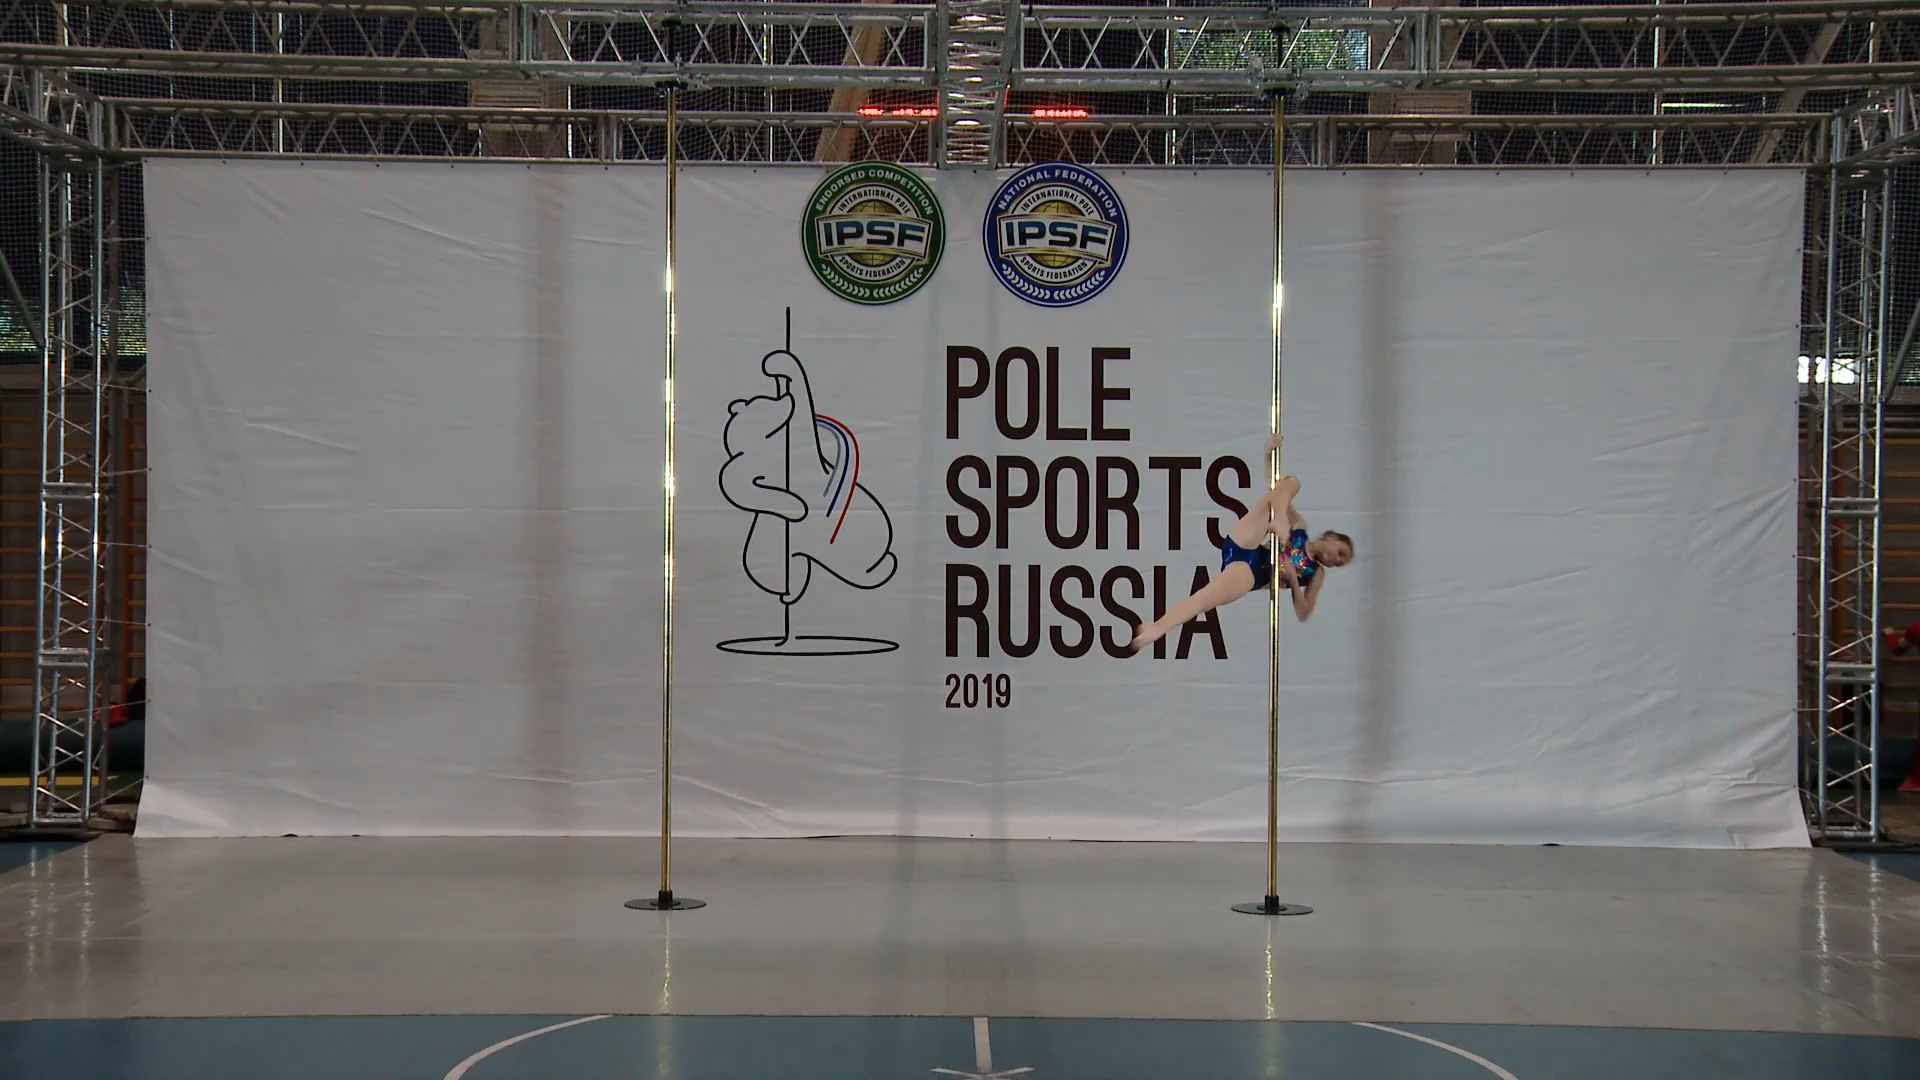 ENDORSED COMPETITION
INTERNATIONAL POLE
IPSF
SPORTS FEDERATION
NATIONAL FEDERATION
INTERNATIONAL POLE
IPSF
SPORTS FEDERATION
POLE
SPORTS
RUSSIA
2019